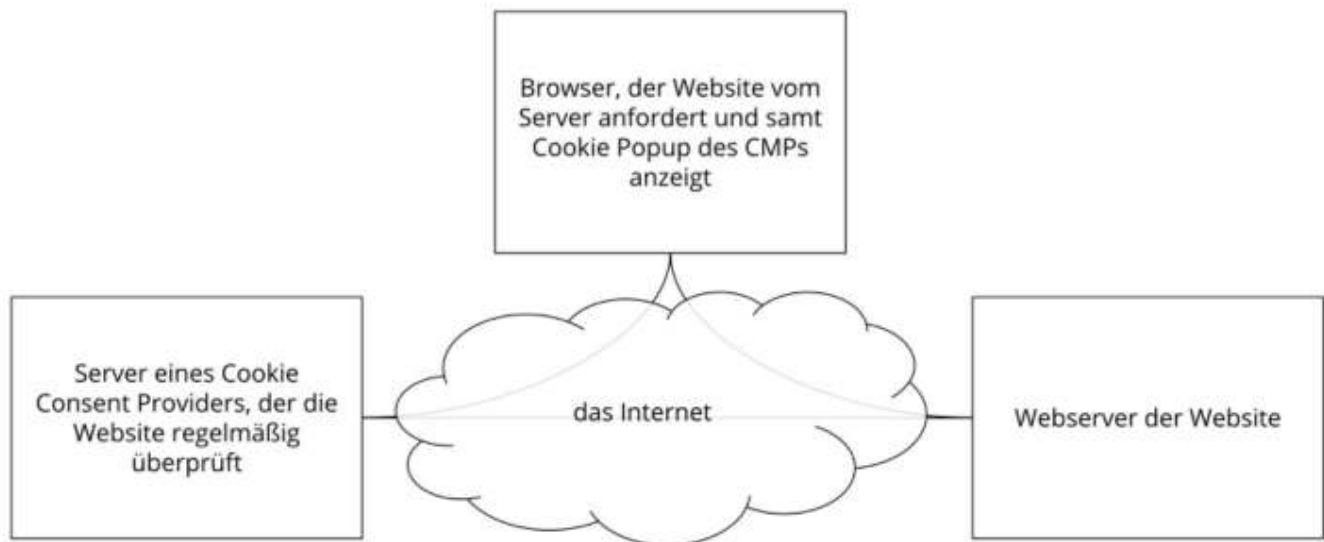 Browser, der Website vom
Server anfordert und samt
Cookie Popup des CMPs
anzeigt
Server eines Cookie
Consent Providers, der die
Website regelmäßig
überprüft
das Internet
Webserver der Website